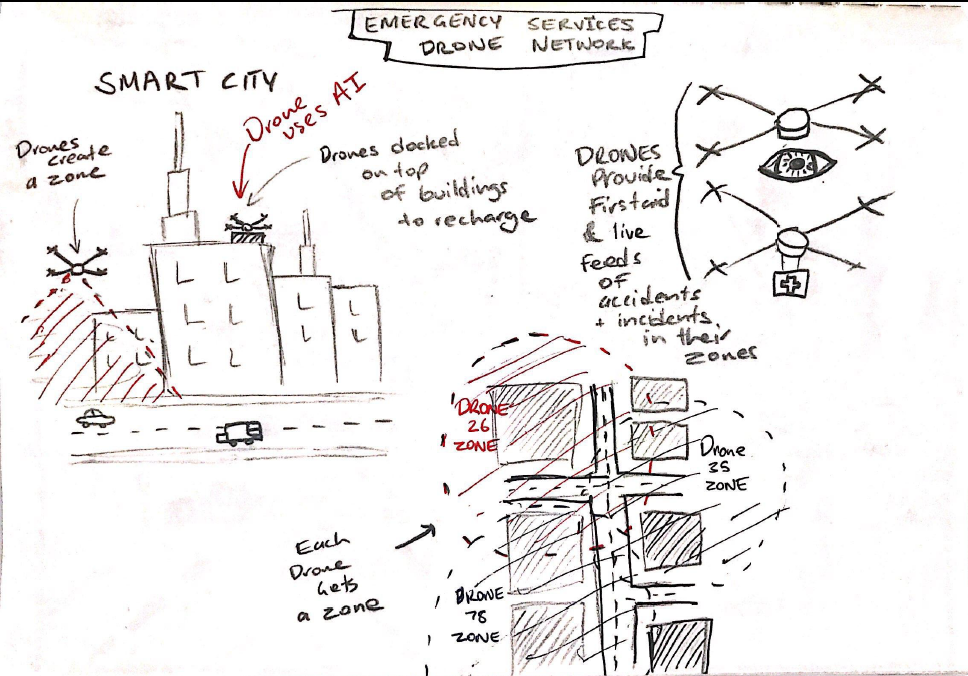 EMERGENCY SERVICES
DRONE NETWORK
SMART CITY
Drone
uses AI
Drones
create
a zone
Drones docked
on top
of buildings
to recharge
DRONES
Provide
First aid
& live
feeds
of
accidents
+ incidents
in their
zones
DRONE
26
ZONE
Drone
35
ZONE
Each
Drone
Gets
a zone
DRONE
78
ZONE